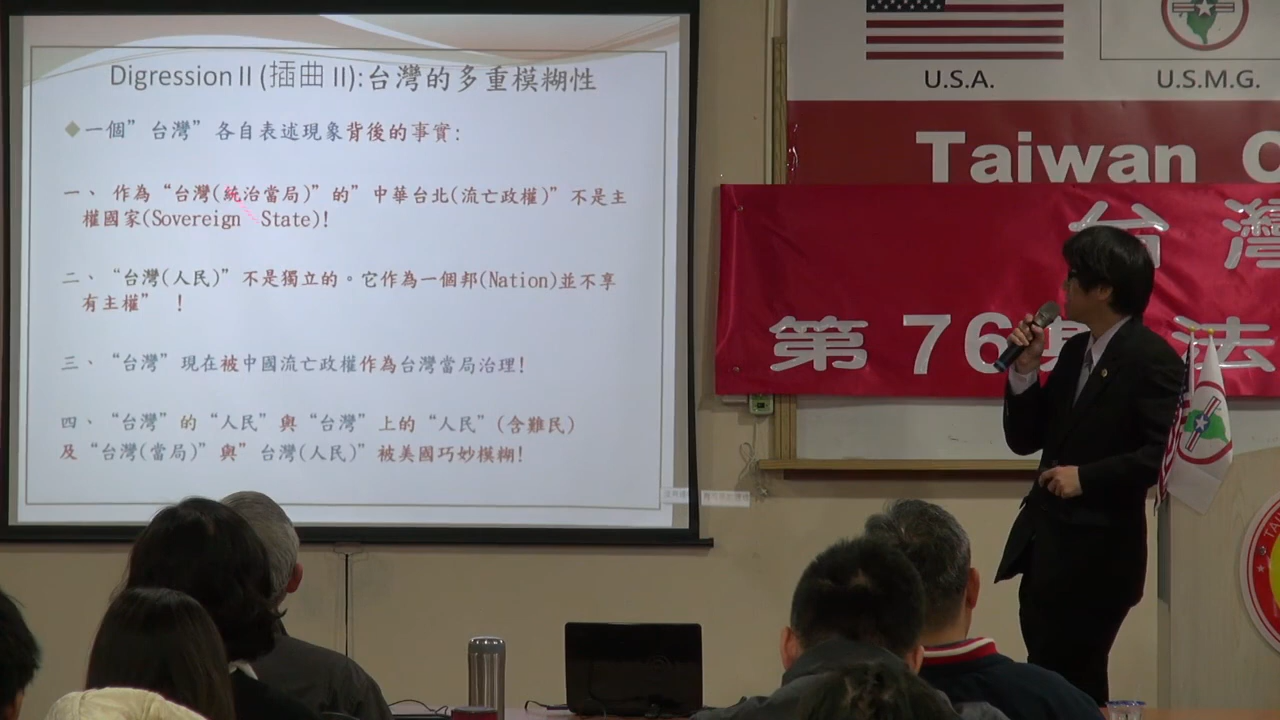 Digression II (插曲 II):台灣的多重模糊性
一個”台灣”各自表述現象背後的事實:
一、 作為“台灣(統治當局)”的”中華台北(流亡政權)”不是主
權國家(Sovereign State)!
二、“台灣(人民)”不是獨立的。它作為一個邦(Nation)並不享
有主權” !
三、“台灣”現在被中國流亡政權作為台灣當局治理!
四、“台灣”的“人民”與“台灣”上的“人民”(含難民)
及“台灣(當局)”與”台灣(人民)”被美國巧妙模糊!
U.S.A.
U.S.M.G.
Taiwan C
台灣
第 76期 法